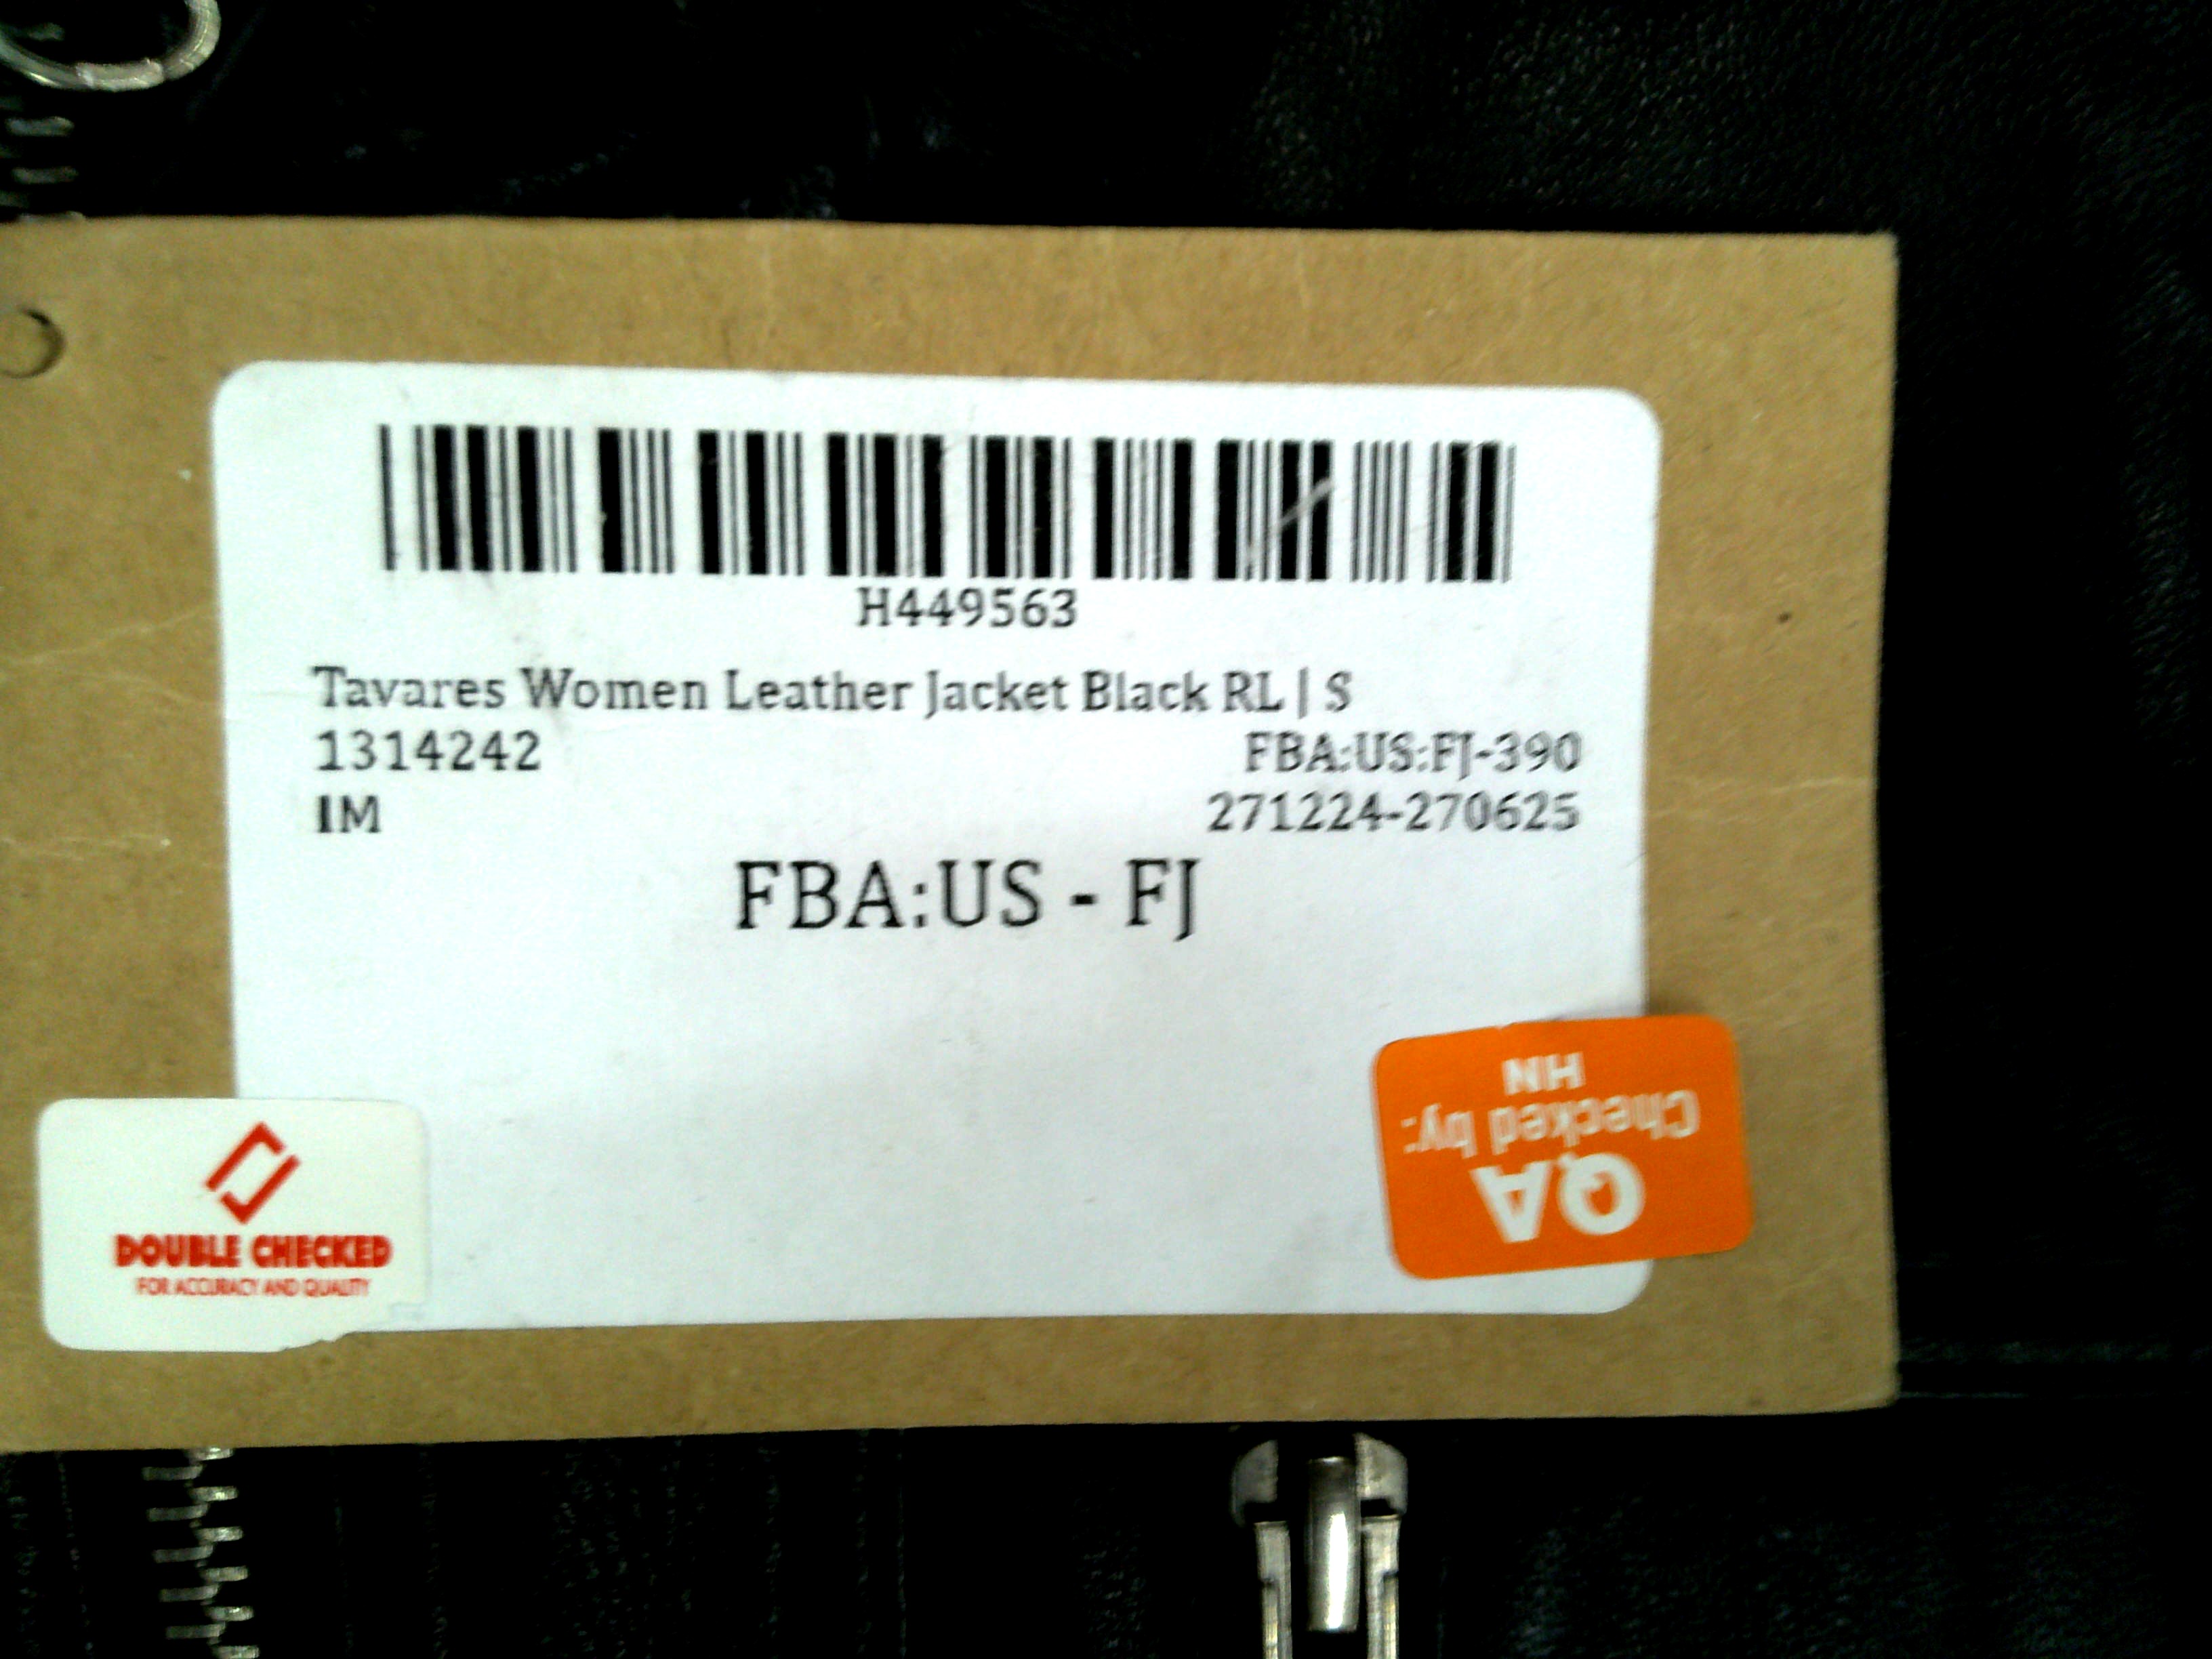 H449563
Tavares Women Leather Jacket Black RL | S
1314242 FBA:US:FJ-390
IM 271224-270625
FBA:US - FJ
DOUBLE CHECKED
FOR ACCURACY AND QUALITY
QA
Checked by:
HN